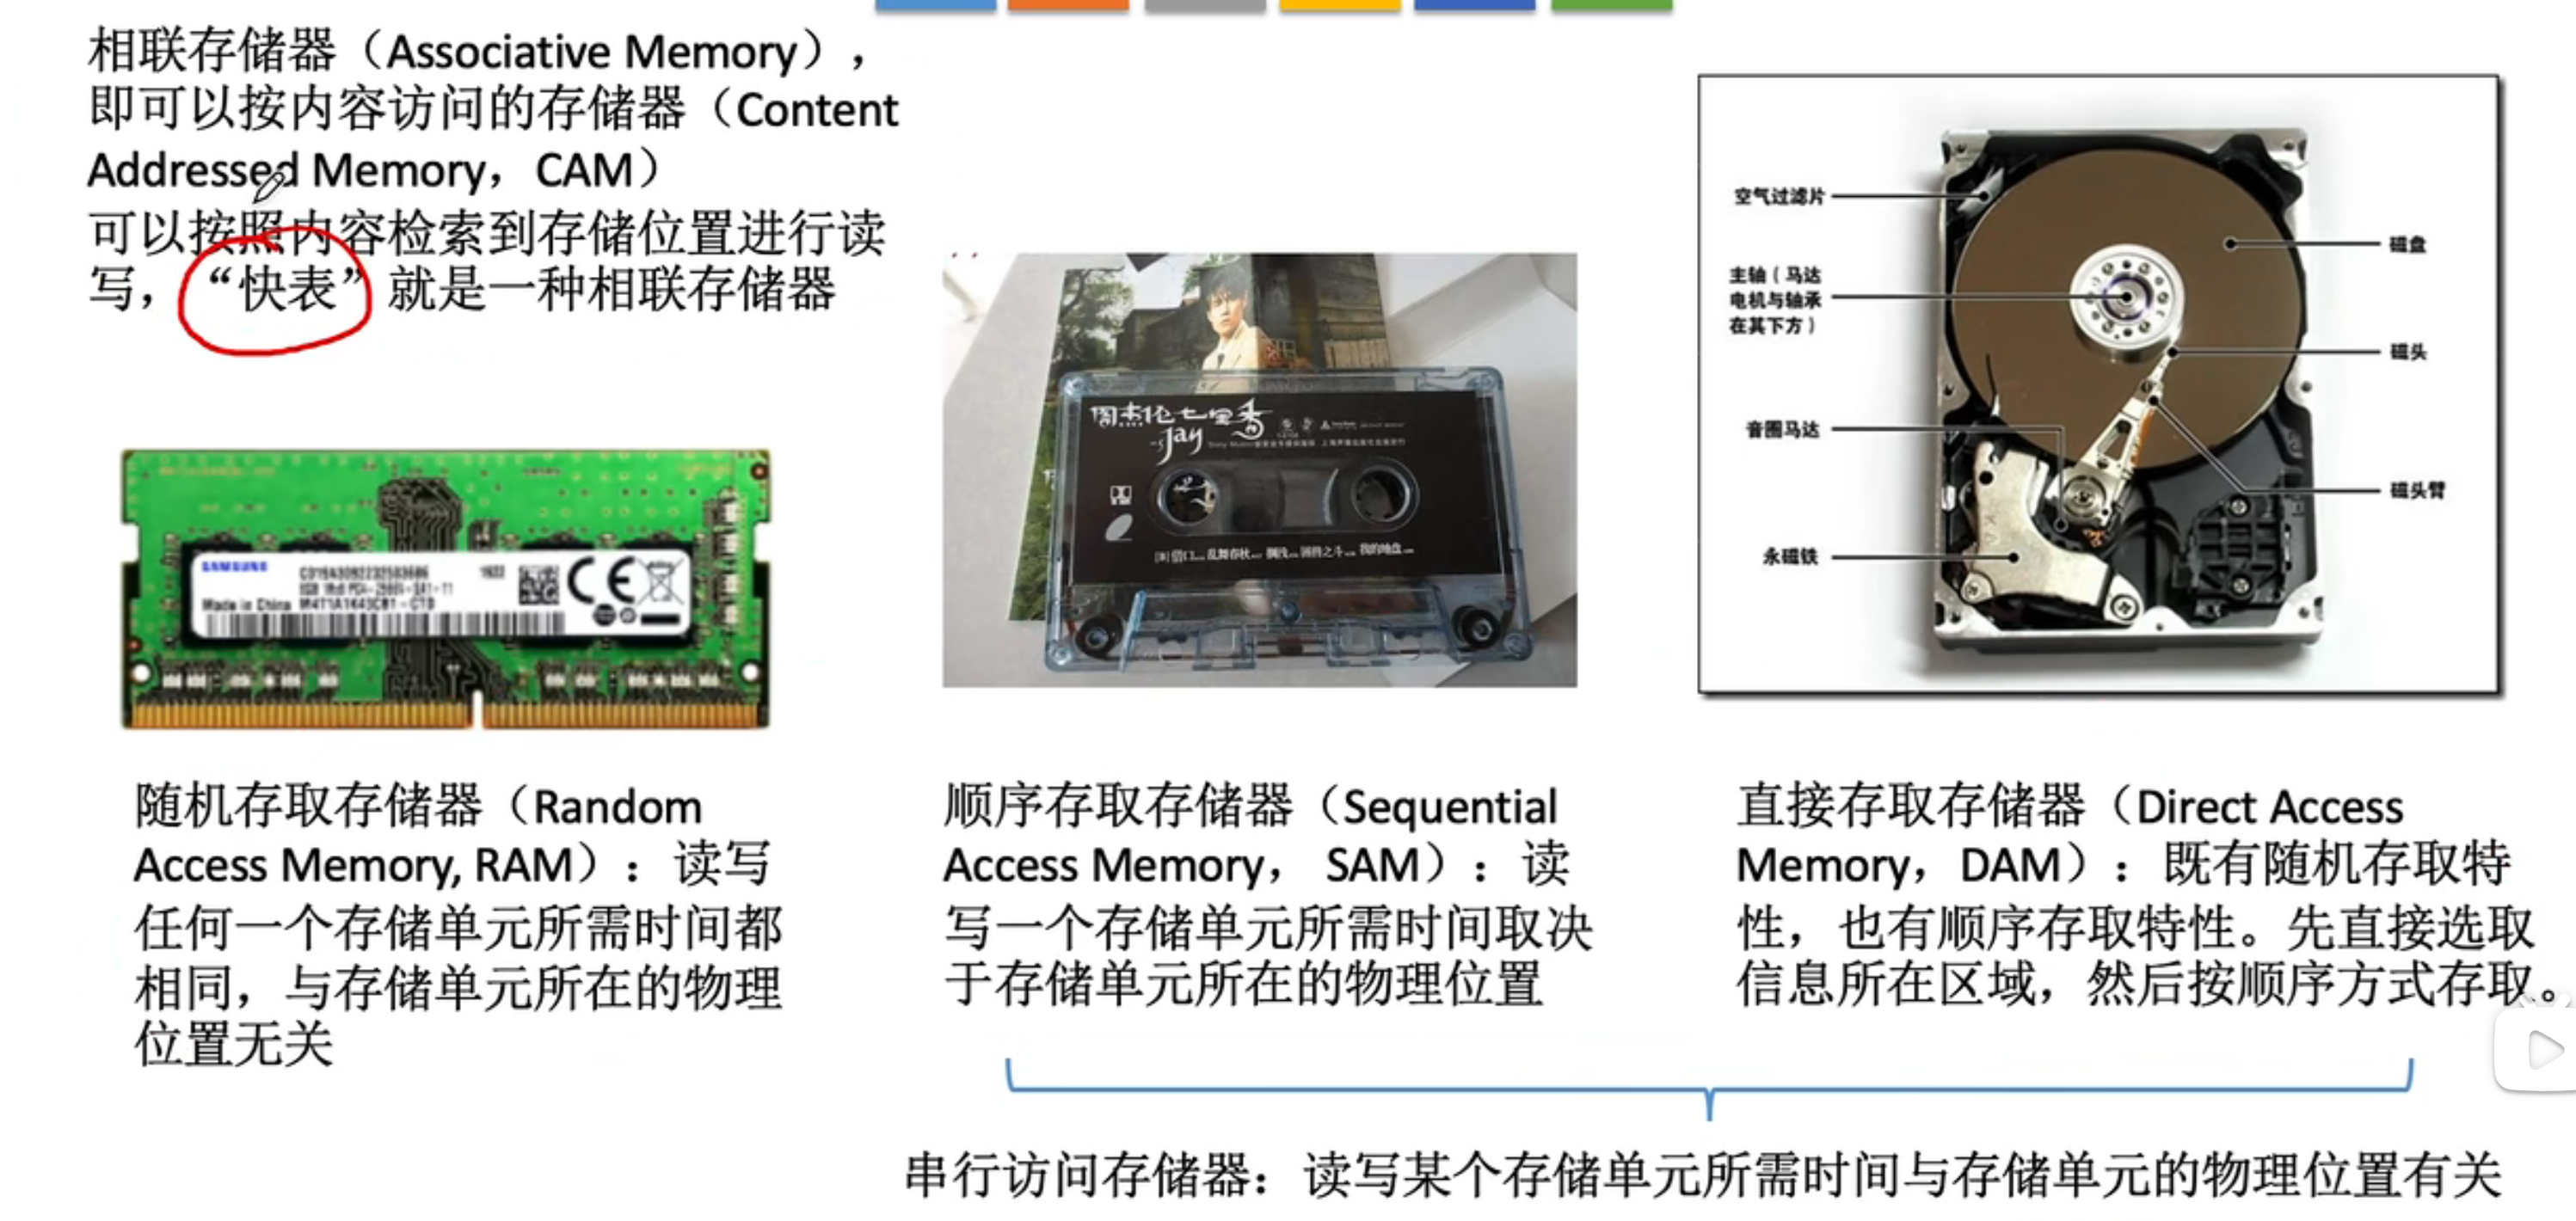 相联存储器（Associative Memory），
即可以按内容访问的存储器（Content
Addressed Memory，CAM）
可以按照内容检索到存储位置进行读
写，“快表”就是一种相联存储器
SAMSUNG
Made in China
周杰伦七里香
Jay
空气过滤片
主轴（马达
电机与轴承
在其下方）
音圈马达
永磁铁
磁盘
磁头
磁头臂
随机存取存储器（Random
Access Memory, RAM）：读写
任何一个存储单元所需时间都
相同，与存储单元所在的物理
位置无关
顺序存取存储器（Sequential
Access Memory， SAM）：读
写一个存储单元所需时间取决
于存储单元所在的物理位置
直接存取存储器（Direct Access
Memory，DAM）：既有随机存取特
性，也有顺序存取特性。先直接选取
信息所在区域，然后按顺序方式存取。
串行访问存储器：读写某个存储单元所需时间与存储单元的物理位置有关